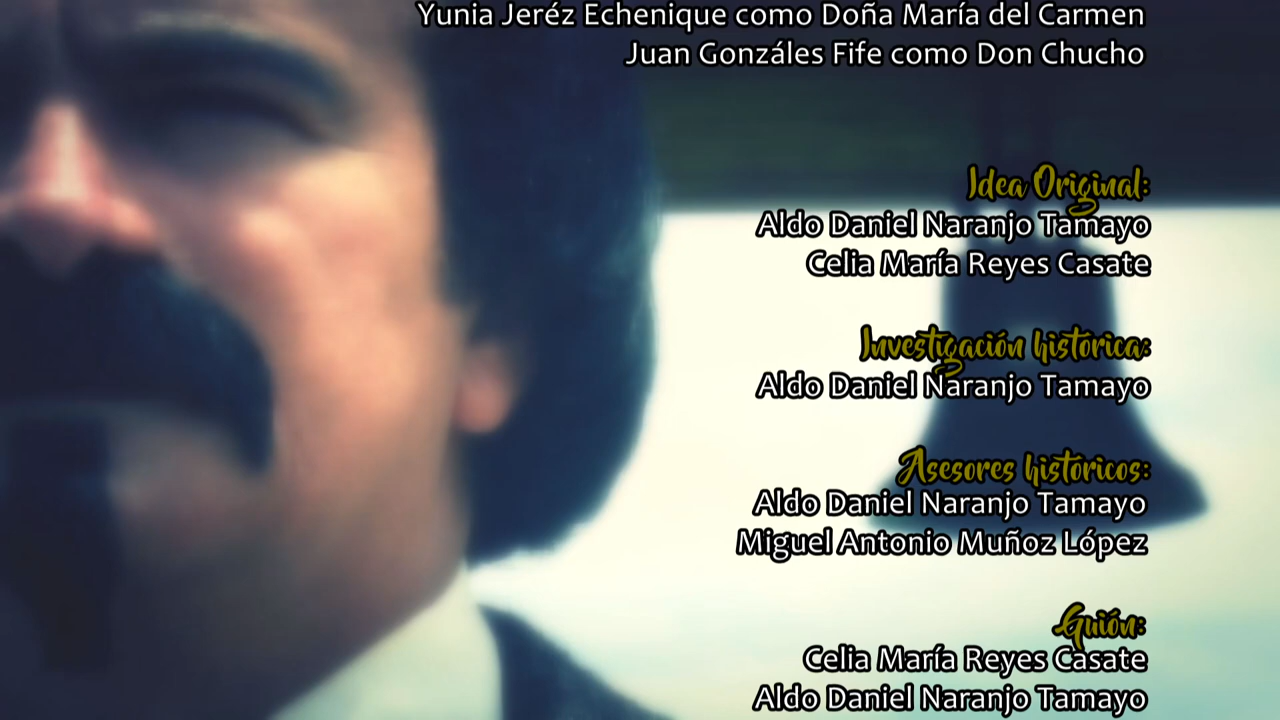 Yunia Jeréz Echenique como Doña María del Carmen
Juan Gonzáles Fife como Don Chucho
Idea Original:
Aldo Daniel Naranjo Tamayo
Celia María Reyes Casate
Investigación historica:
Aldo Daniel Naranjo Tamayo
Asesores historicos:
Aldo Daniel Naranjo Tamayo
Miguel Antonio Muñoz López
Guión:
Celia María Reyes Casate
Aldo Daniel Naranjo Tamayo